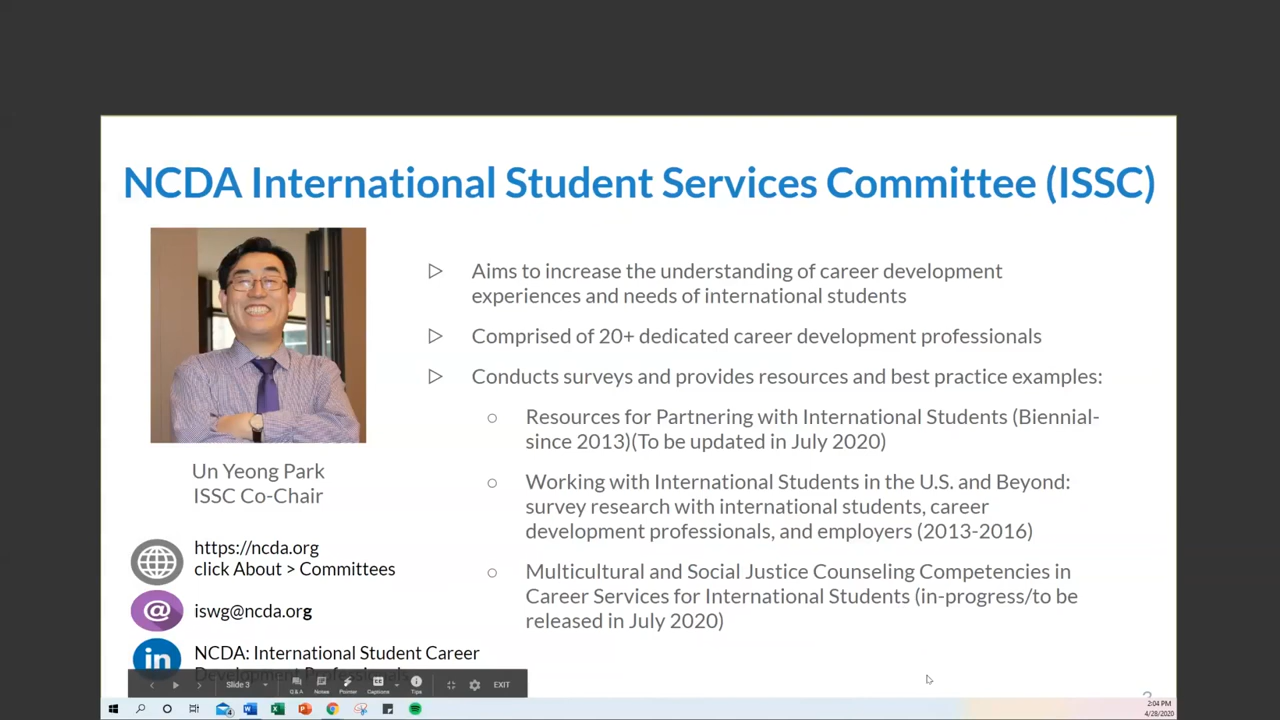 NCDA International Student Services Committee (ISSC)
▷ Aims to increase the understanding of career development
experiences and needs of international students
▷ Comprised of 20+ dedicated career development professionals
▷ Conducts surveys and provides resources and best practice examples:
○ Resources for Partnering with International Students (Biennial-
since 2013)(To be updated in July 2020)
○ Working with International Students in the U.S. and Beyond:
survey research with international students, career
development professionals, and employers (2013-2016)
○ Multicultural and Social Justice Counseling Competencies in
Career Services for International Students (in-progress/to be
released in July 2020)
Un Yeong Park
ISSC Co-Chair
https://ncda.org
click About > Committees
@
iswg@ncda.org
in
NCDA: International Student Career
Development Professionals
Slide 3
Q & A
Notes
Pointer
Captions
Tips
EXIT
2:04 PM
4/28/2020